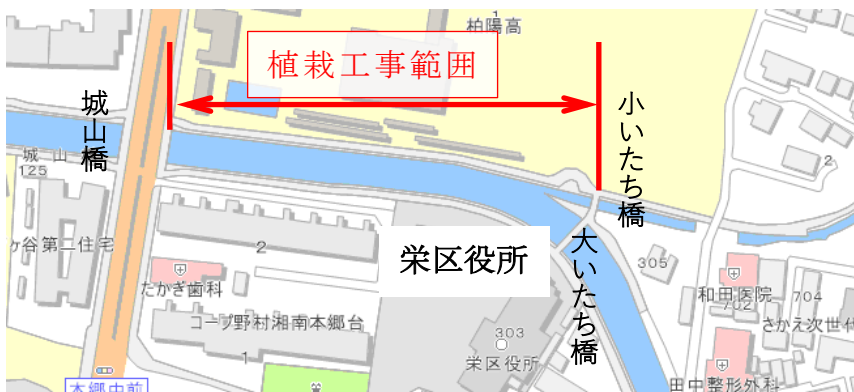 1
柏陽高
植栽工事範囲
城山橋
小いたち橋
城山
125
2
ヶ谷第二住宅
2
栄区役所
大いたち橋
305
たかぎ歯科
和田医院
704
702
コープ野村湘南本郷台
303
さかえ次世代
1
栄区役所
田中整形外科
本郷中前